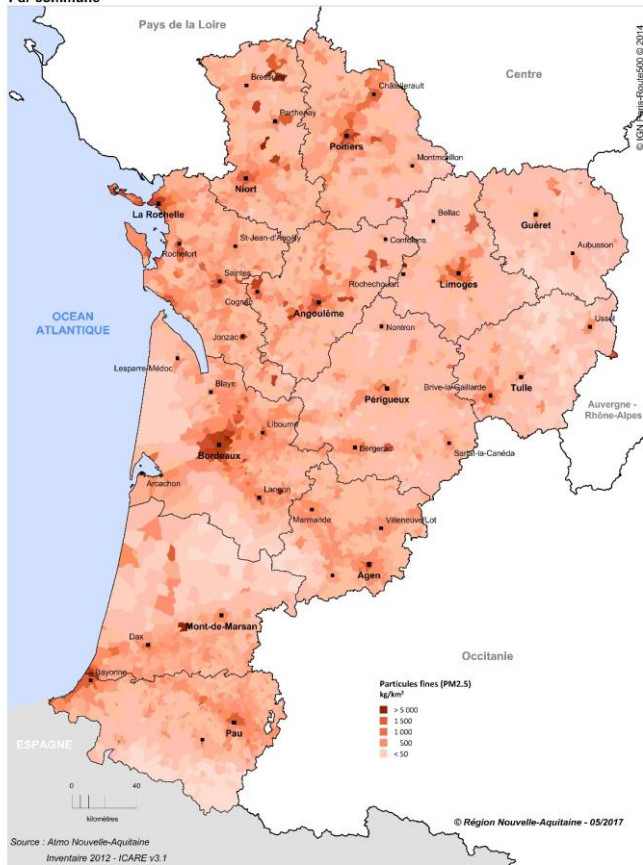 Par commune
Pays de la Loire
Centre
© IGN Paris-Route500 © 2014
Bressuire
Châtellerault
Parthenay
Poitiers
Montmorillon
Niort
La Rochelle
Bellac
Guéret
St-Jean-d'Angély
Confolens
Aubusson
Rochefort
Saintes
Rochechouart
Limoges
Cognac
Angoulême
OCEAN
ATLANTIQUE
Nontron
Ussel
Jonzac
Lesparre-Médoc
Blaye
Périgueux
Brive-la-Gaillarde
Tulle
Auvergne -
Rhône-Alpes
Libourne
Bordeaux
Bergerac
Sarlat-la-Canéda
Arcachon
Langon
Marmande
Villeneuve/Lot
Agen
Mont-de-Marsan
Dax
Occitanie
Bayonne
Particules fines (PM2.5)
kg/km²
> 5 000
1 500
1 000
500
< 50
Pau
ESPAGNE
0 40
kilomètres
© Région Nouvelle-Aquitaine - 05/2017
Source : Atmo Nouvelle-Aquitaine
Inventaire 2012 - ICARE v3.1